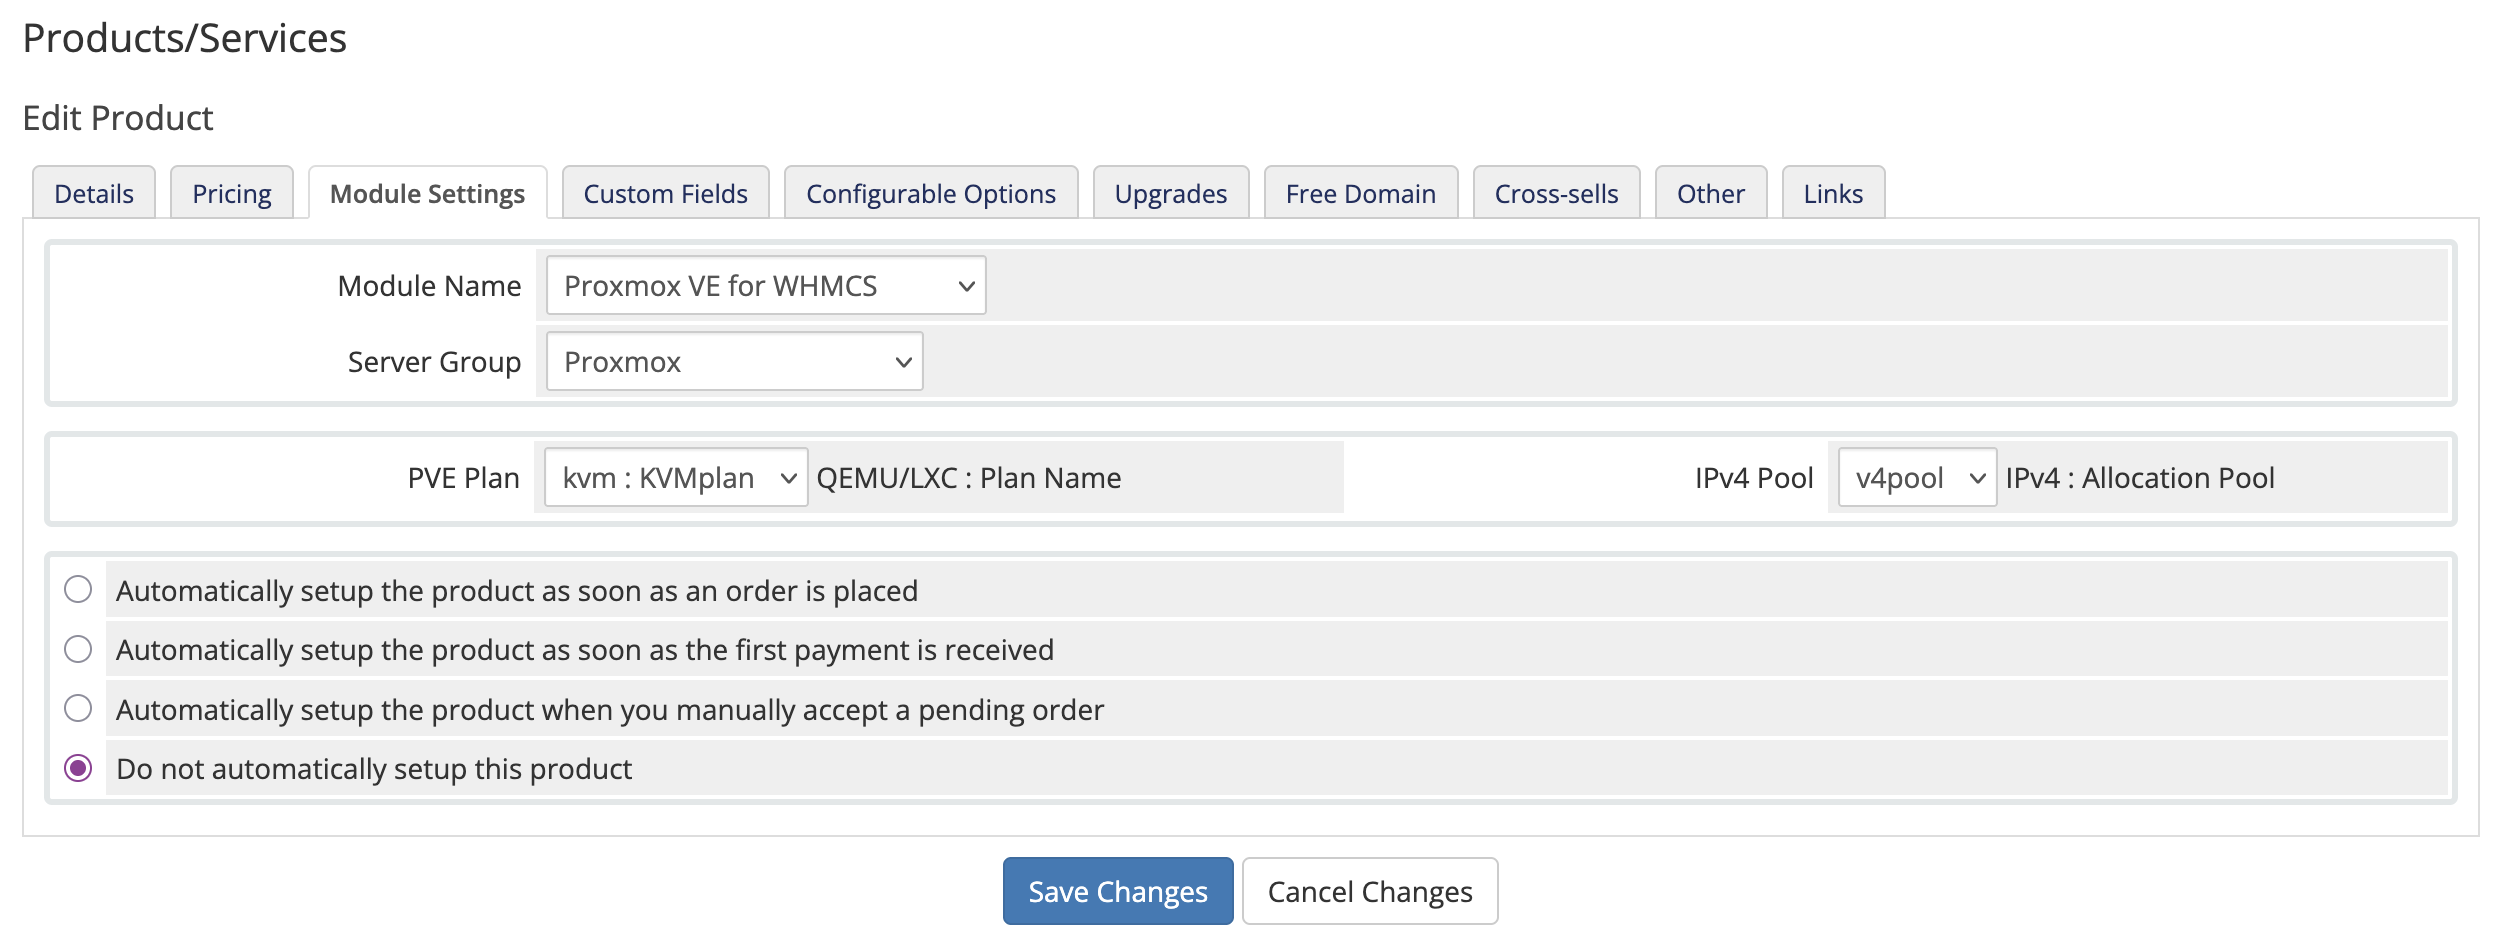 Products/Services
Edit Product
Details Pricing Module Settings Custom Fields Configurable Options Upgrades Free Domain Cross-sells Other Links
Module Name Proxmox VE for WHMCS
Server Group Proxmox
PVE Plan kvm : KVMplan QEMU/LXC : Plan Name IPv4 Pool v4pool IPv4 : Allocation Pool
Automatically setup the product as soon as an order is placed
Automatically setup the product as soon as the first payment is received
Automatically setup the product when you manually accept a pending order
Do not automatically setup this product
Save Changes Cancel Changes